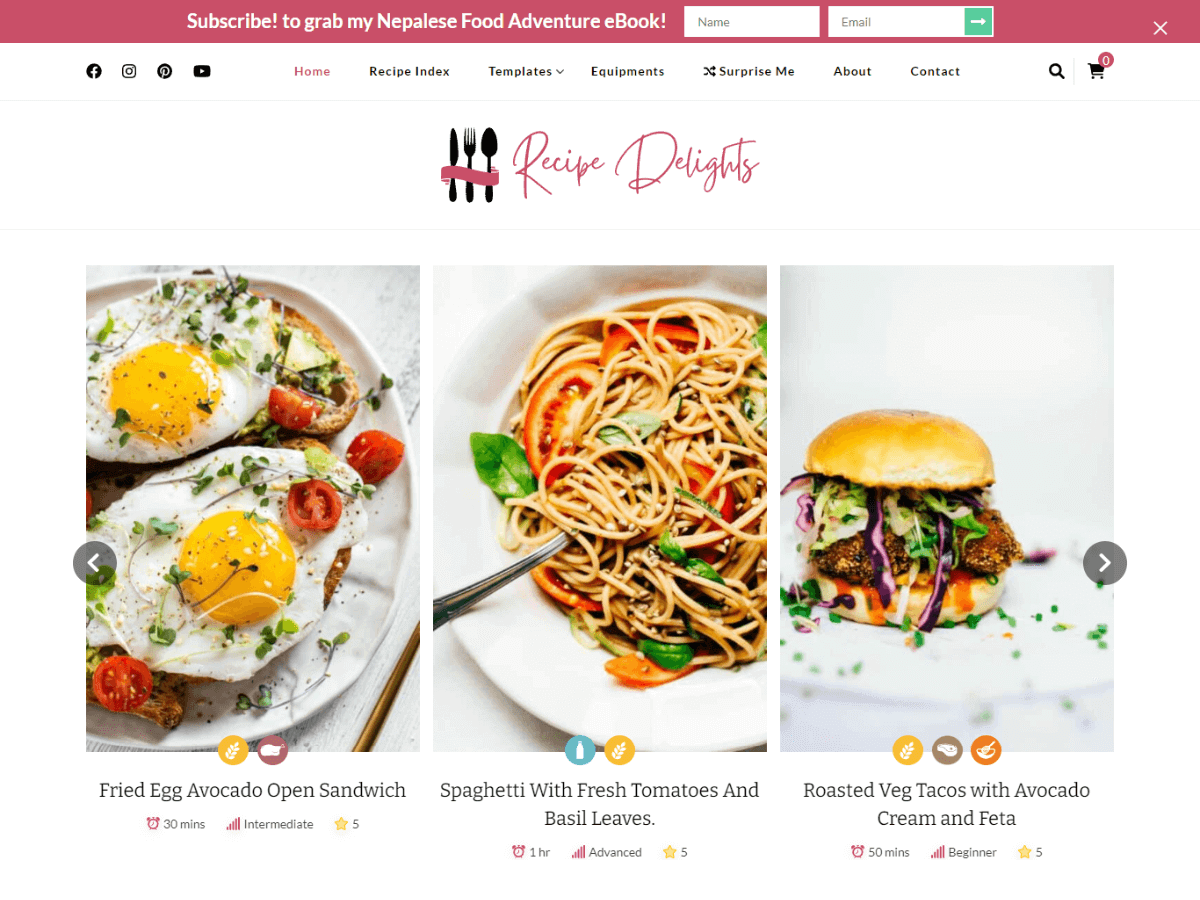 Subscribe! to grab my Nepalese Food Adventure eBook! Name Email
Home Recipe Index Templates Equipments Surprise Me About Contact 0
Recipe Delights
Fried Egg Avocado Open Sandwich
30 mins Intermediate 5
Spaghetti With Fresh Tomatoes And
Basil Leaves.
1 hr Advanced 5
Roasted Veg Tacos with Avocado
Cream and Feta
50 mins Beginner 5